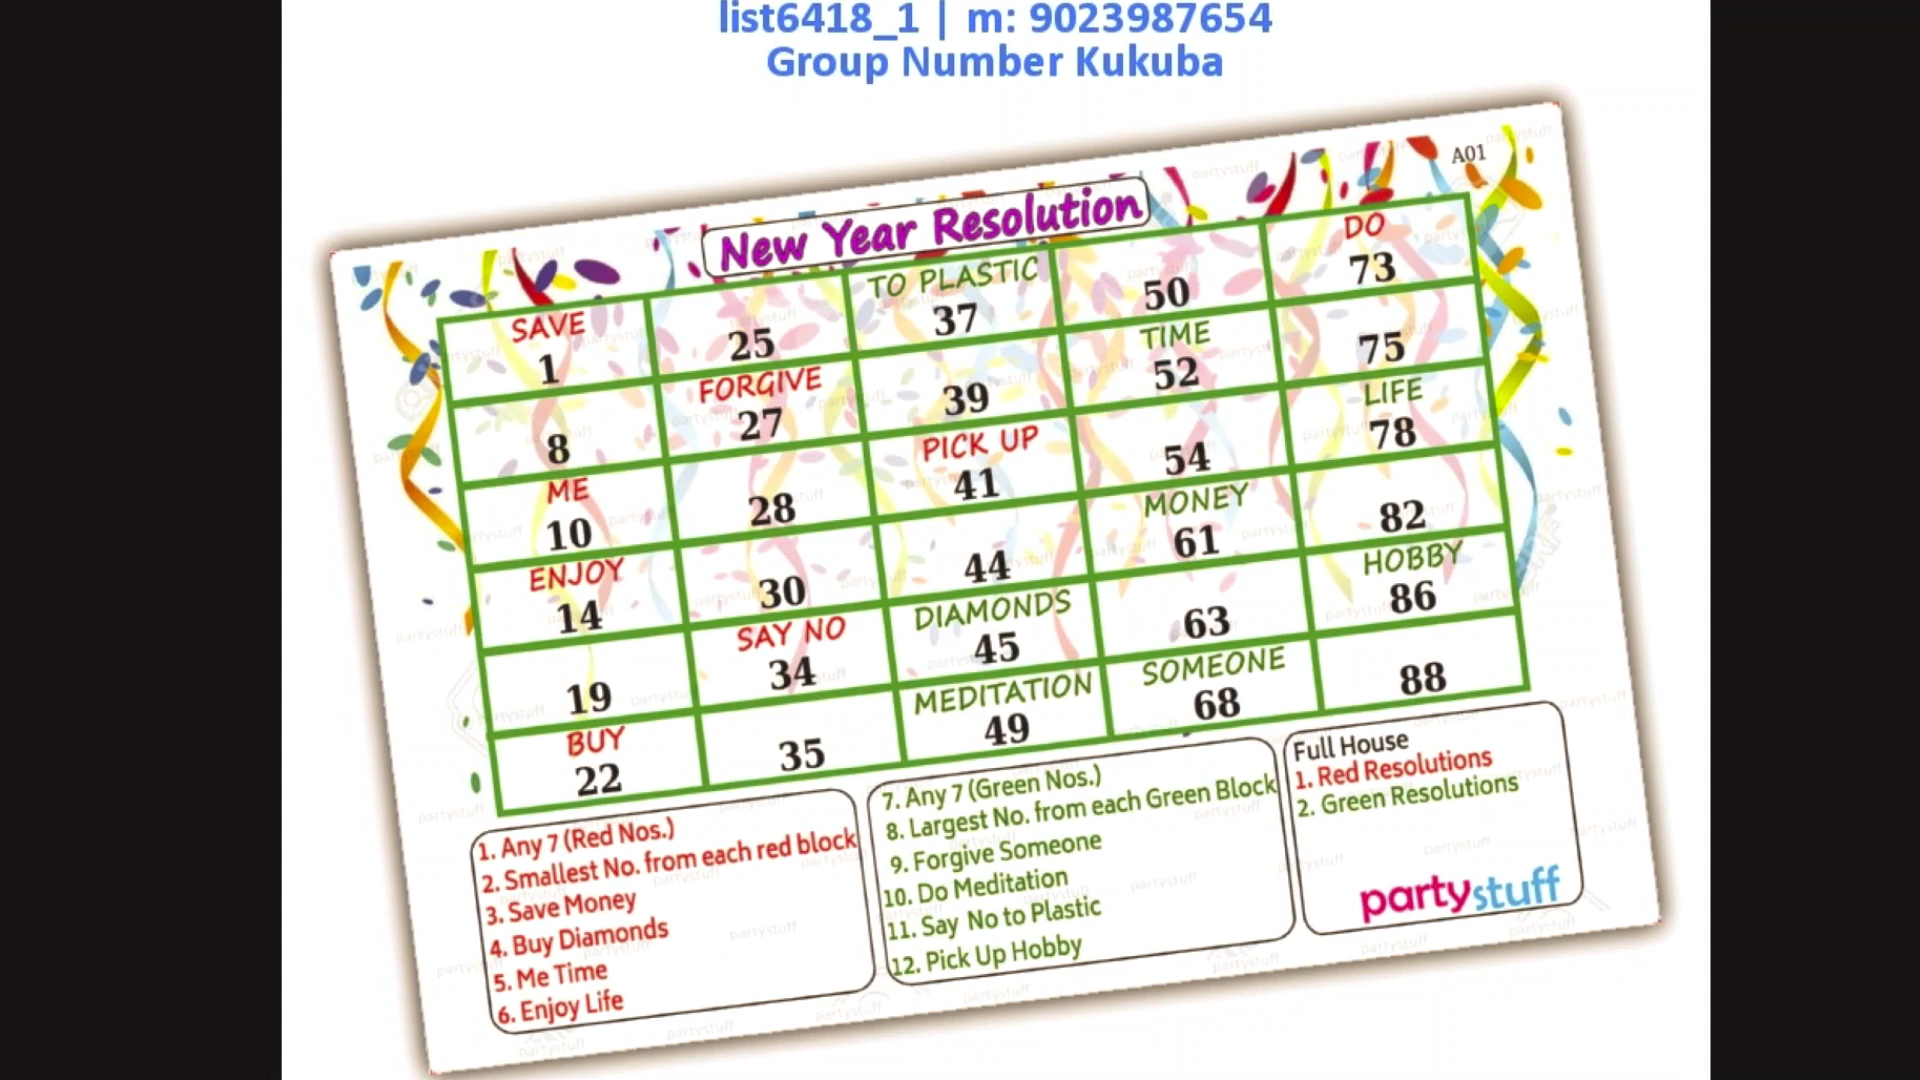 list6418_1 | m: 9023987654
Group Number Kukuba
A01
New Year Resolution
SAVE
1
25
TO PLASTIC
37
50
DO
73
8
FORGIVE
27
39
TIME
52
75
ME
10
28
PICK UP
41
54
LIFE
78
ENJOY
14
30
44
MONEY
61
82
19
SAY NO
34
DIAMONDS
45
63
HOBBY
86
BUY
22
35
MEDITATION
49
SOMEONE
68
88
1. Any 7 (Red Nos.)
2. Smallest No. from each red block
3. Save Money
4. Buy Diamonds
5. Me Time
6. Enjoy Life
7. Any 7 (Green Nos.)
8. Largest No. from each Green Block
9. Forgive Someone
10. Do Meditation
11. Say No to Plastic
12. Pick Up Hobby
Full House
1. Red Resolutions
2. Green Resolutions
partystuff